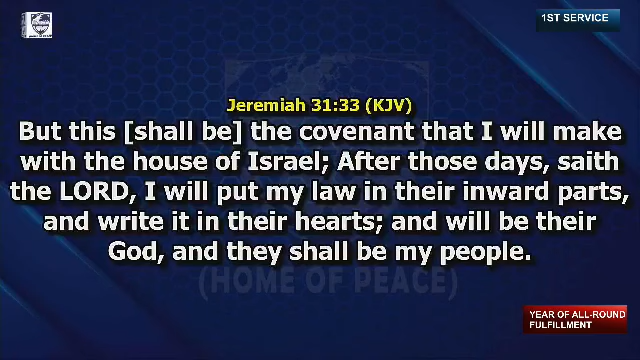 1ST SERVICE
Jeremiah 31:33 (KJV)
But this [shall be] the covenant that I will make
with the house of Israel; After those days, saith
the LORD, I will put my law in their inward parts,
and write it in their hearts; and will be their
God, and they shall be my people.
(HOME OF PEACE)
YEAR OF ALL-ROUND
FULFILLMENT